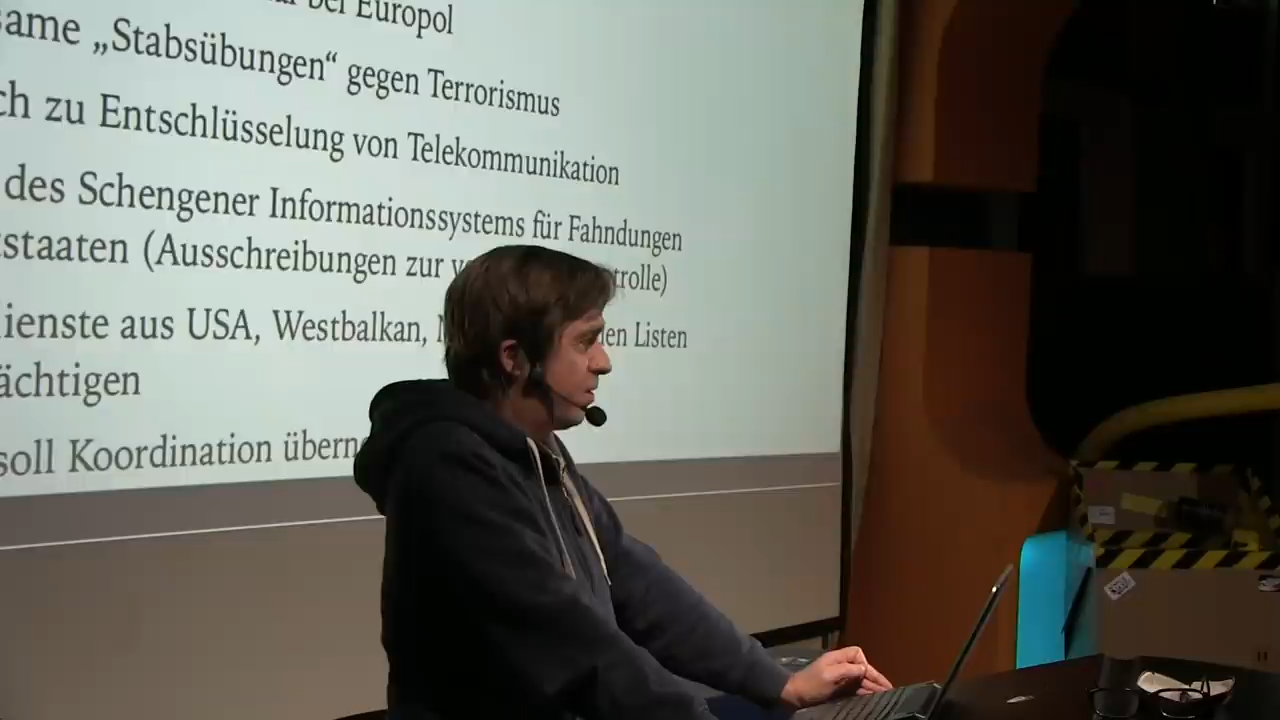 bei Europol
same „Stabsübungen“ gegen Terrorismus
ch zu Entschlüsselung von Telekommunikation
des Schengener Informationssystems für Fahndungen
tstaaten (Ausschreibungen zur v trolle)
ienste aus USA, Westbalkan, en Listen
ächtigen
soll Koordination übern